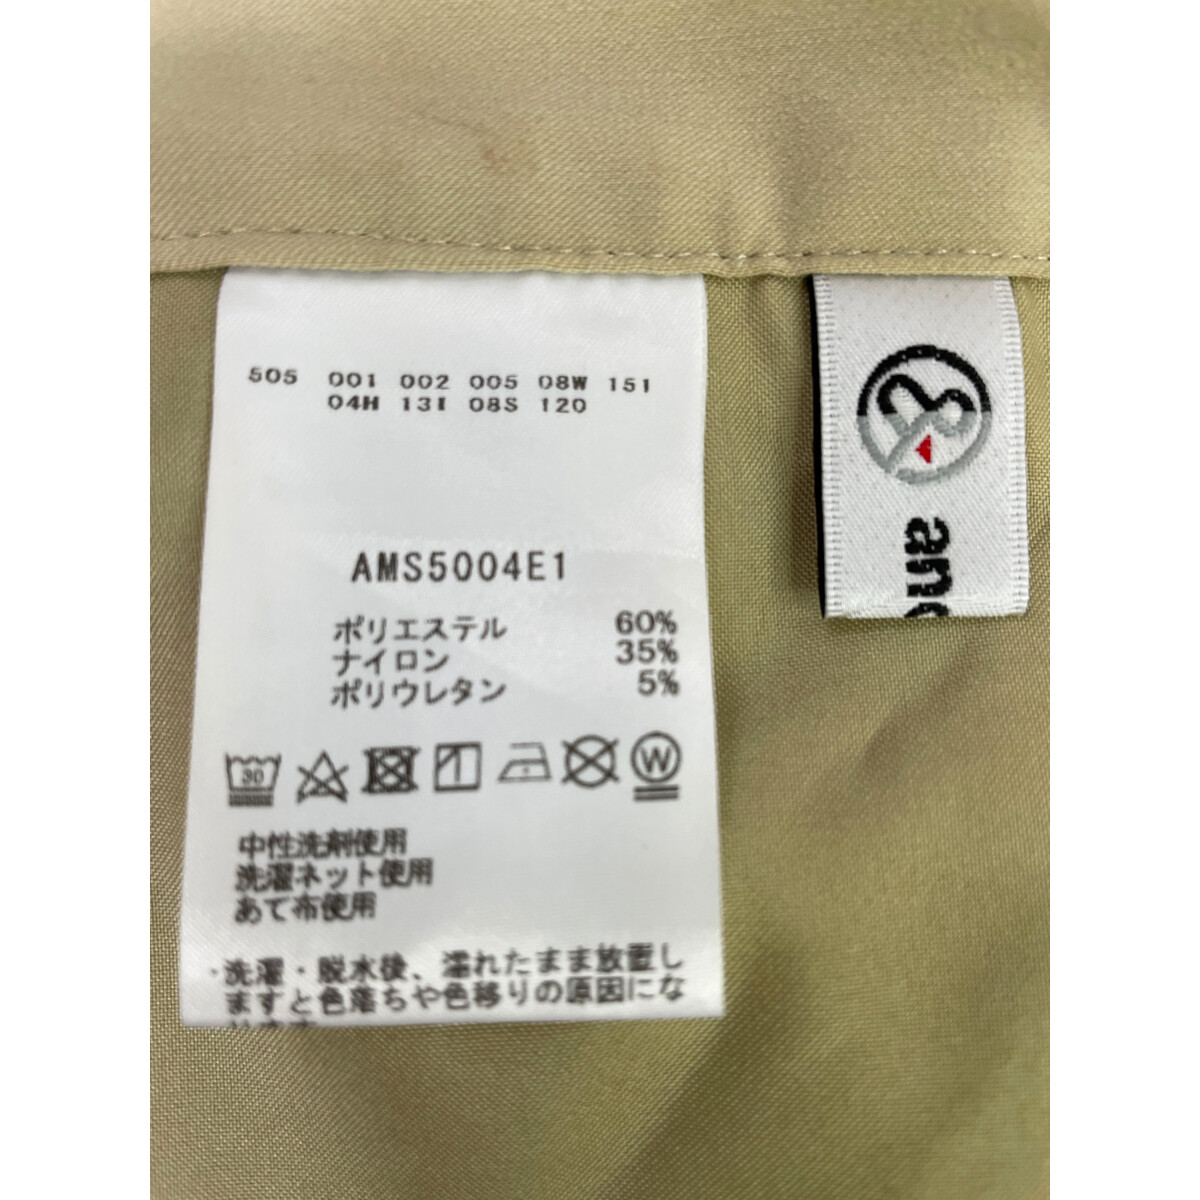 505 001 002 005 08W 151
04H 13I 08S 120
AMS5004E1
ポリエステル 60%
ナイロン 35%
ポリウレタン 5%
30
W
中性洗剤使用
洗濯ネット使用
あて布使用
・洗濯・脱水後、濡れたまま放置し
ますと色落ちや色移りの原因にな
ります
an